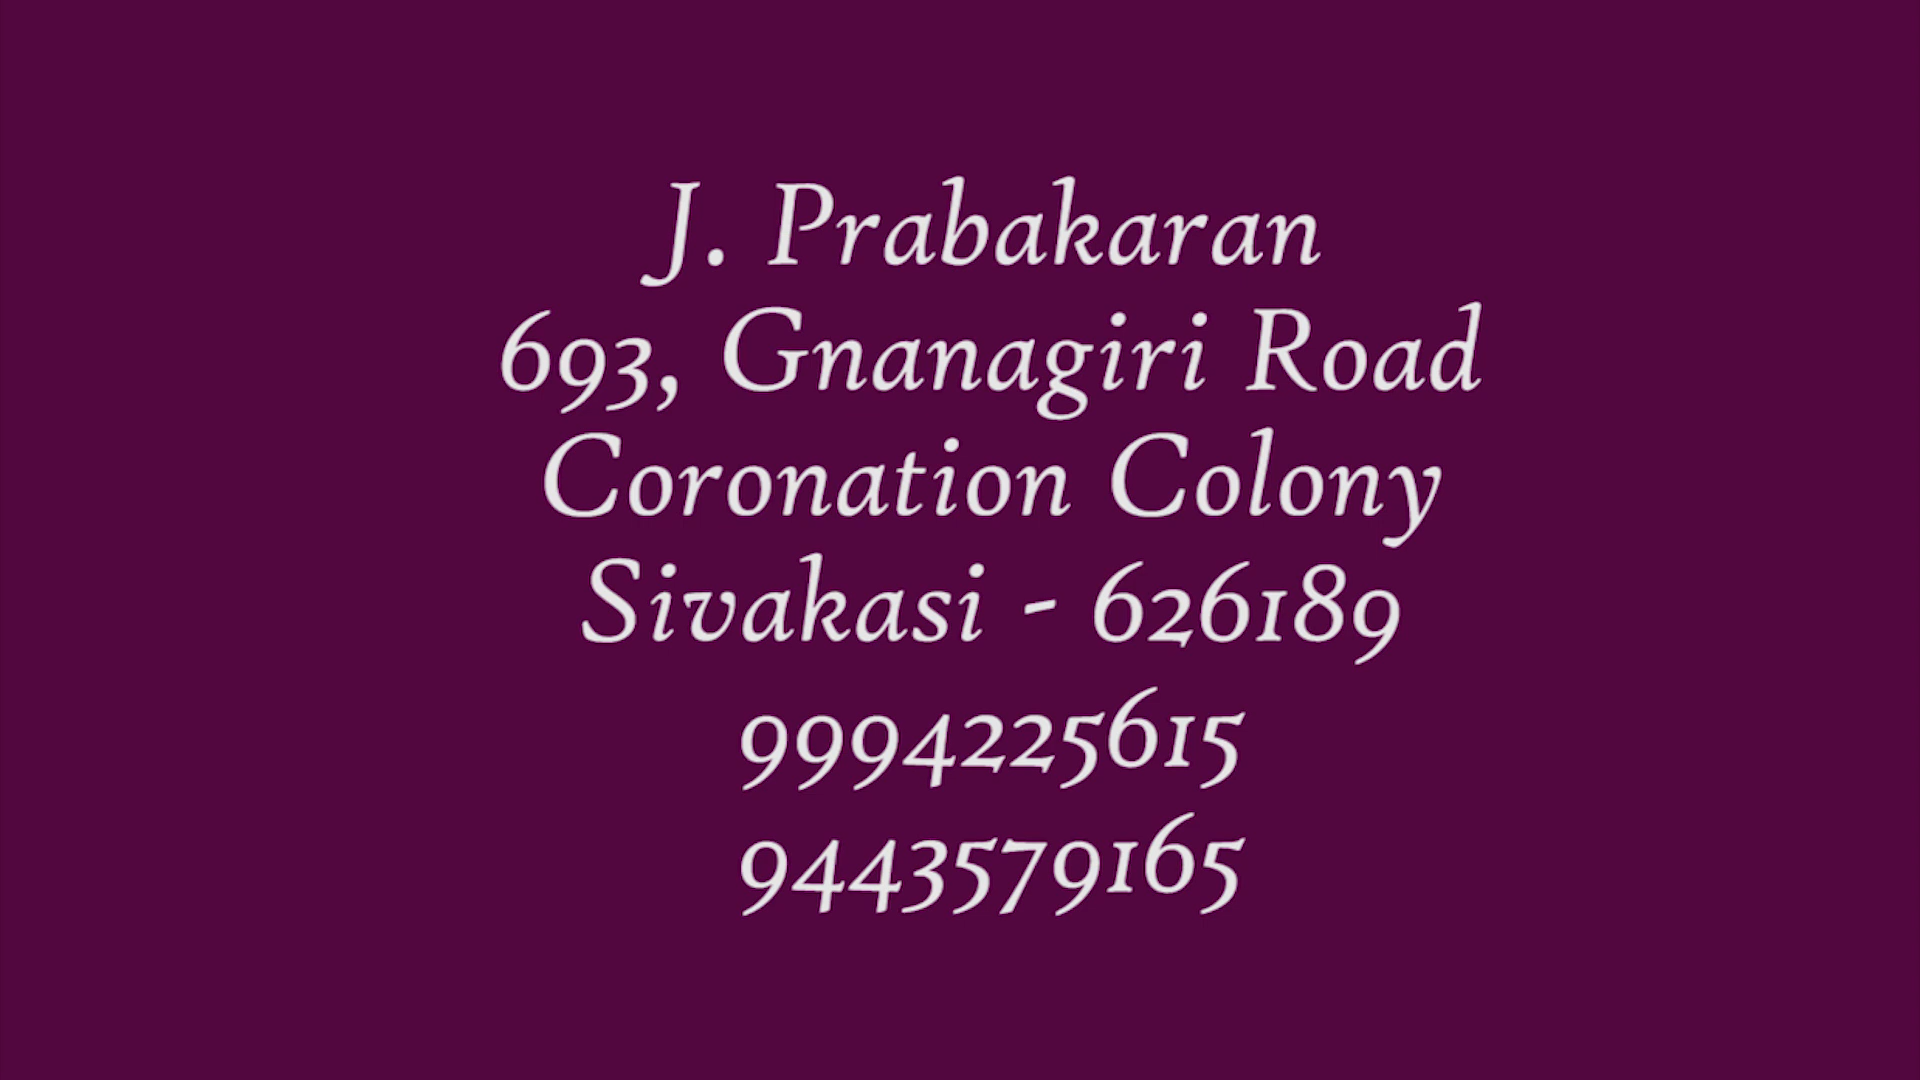 J. Prabakaran
693, Gnanagiri Road
Coronation Colony
Sivakasi - 626189
9994225615
9443579165